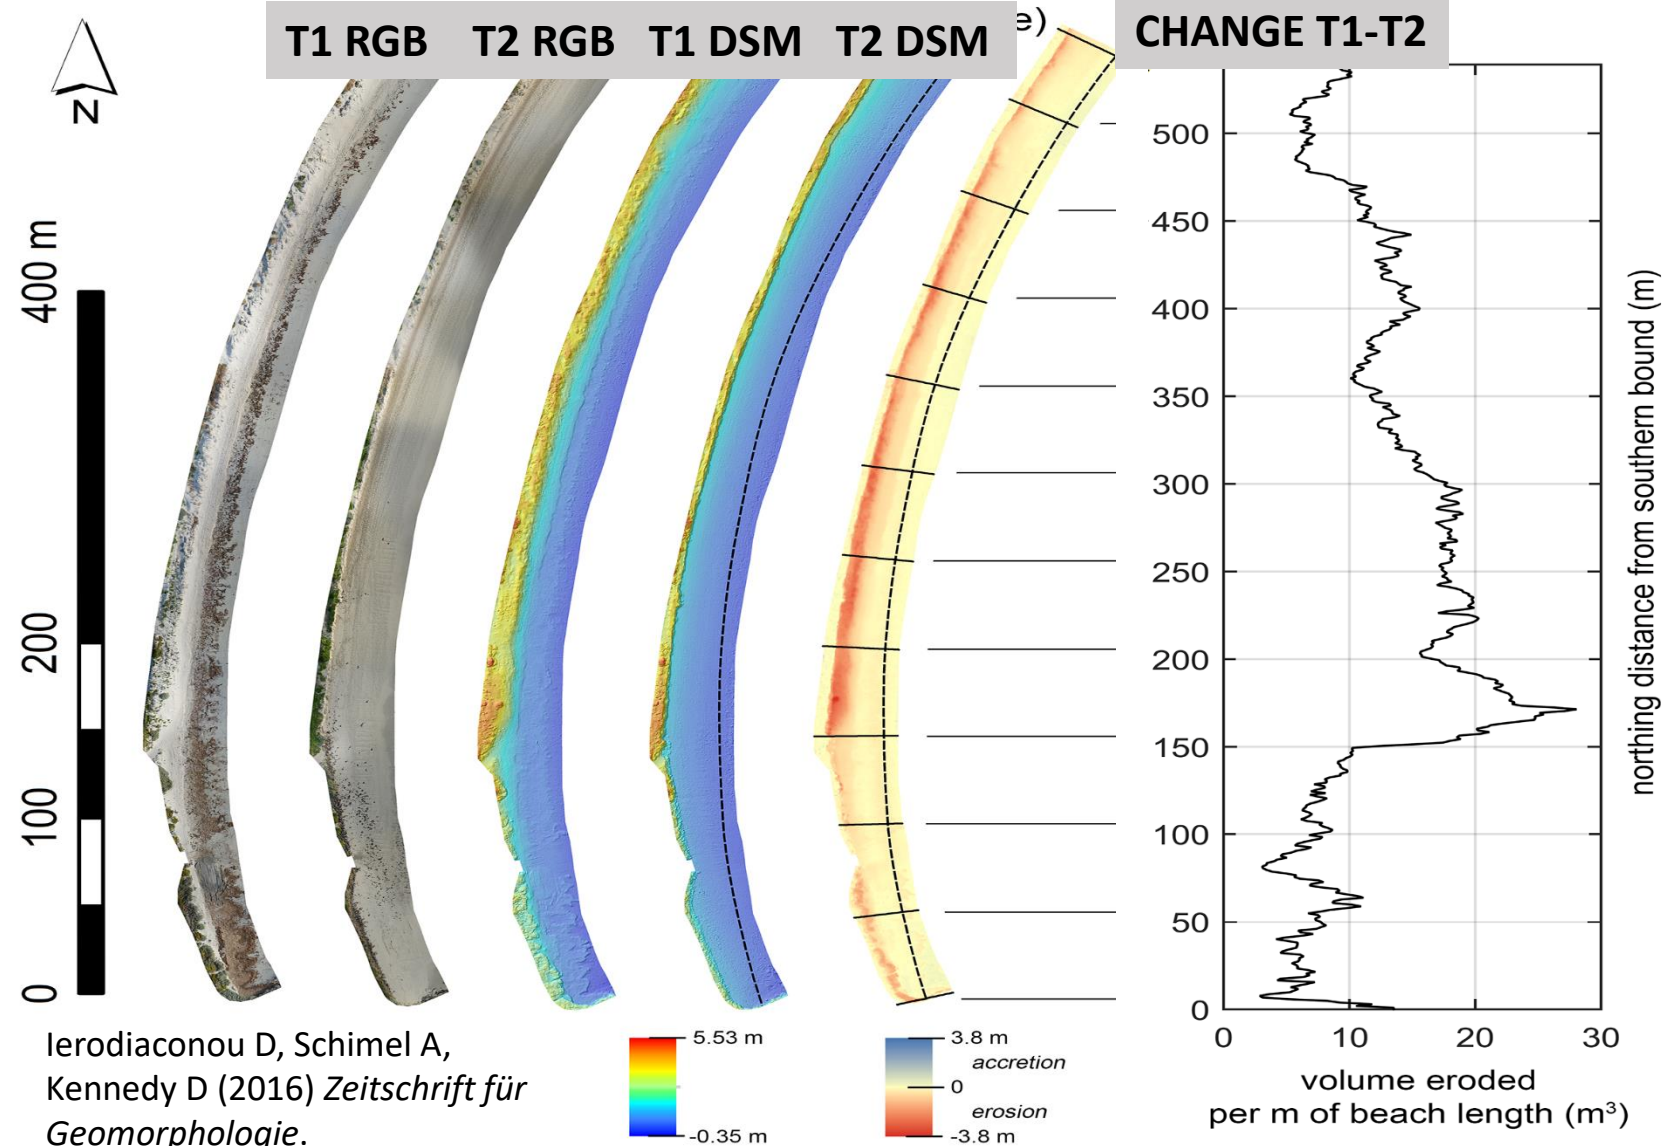 T1 RGB T2 RGB T1 DSM T2 DSM e) CHANGE T1-T2
N
400 m
200
100
0
500
450
400
350
300
250
200
150
100
50
0
0 10 20 30
northing distance from southern bound (m)
volume eroded
per m of beach length (m³)
5.53 m
-0.35 m
3.8 m
accretion
0
erosion
-3.8 m
Ierodiaconou D, Schimel A,
Kennedy D (2016) Zeitschrift für
Geomorphologie.